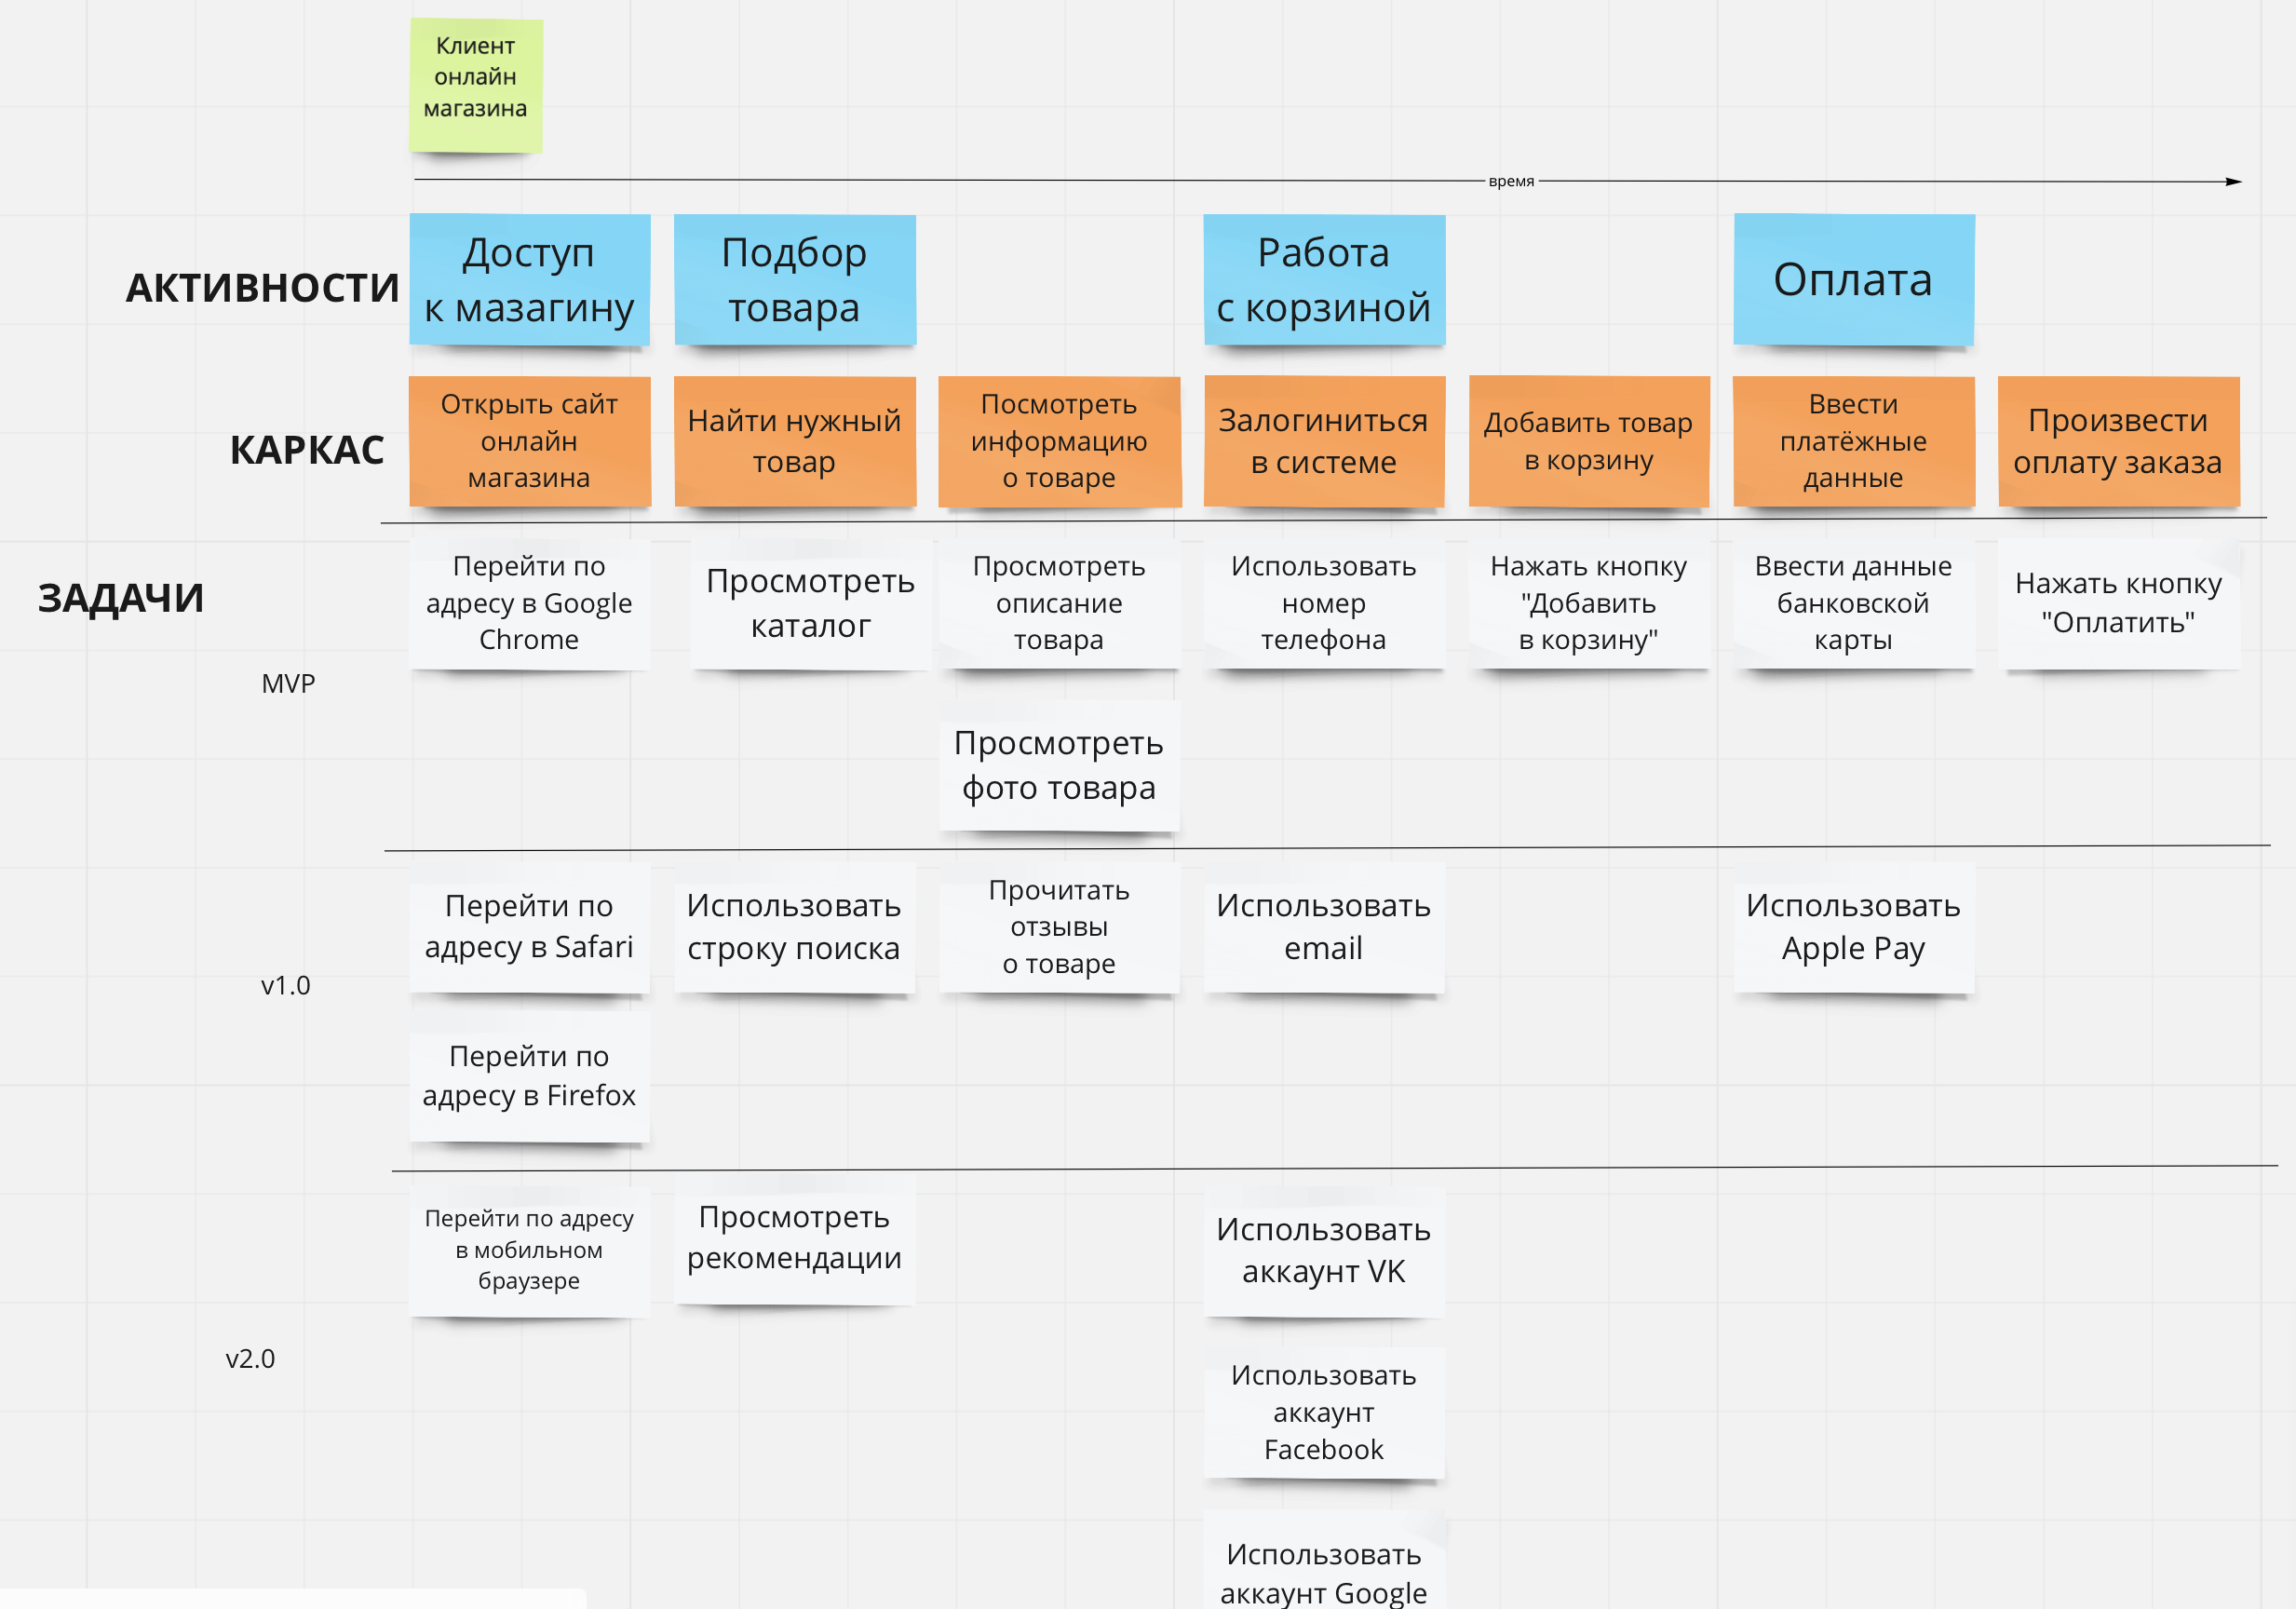 Клиент
онлайн
магазина
время
АКТИВНОСТИ
Доступ
к мазагину
Подбор
товара
Работа
с корзиной
Оплата
КАРКАС
Открыть сайт
онлайн
магазина
Найти нужный
товар
Посмотреть
информацию
о товаре
Залогиниться
в системе
Добавить товар
в корзину
Ввести
платёжные
данные
Произвести
оплату заказа
ЗАДАЧИ
MVP
Перейти по
адресу в Google
Chrome
Просмотреть
каталог
Просмотреть
описание
товара
Использовать
номер
телефона
Нажать кнопку
"Добавить
в корзину"
Ввести данные
банковской
карты
Нажать кнопку
"Оплатить"
Просмотреть
фото товара
v1.0
Перейти по
адресу в Safari
Использовать
строку поиска
Прочитать
отзывы
о товаре
Использовать
email
Использовать
Apple Pay
Перейти по
адресу в Firefox
v2.0
Перейти по адресу
в мобильном
браузере
Просмотреть
рекомендации
Использовать
аккаунт VK
Использовать
аккаунт
Facebook
Использовать
аккаунт Google